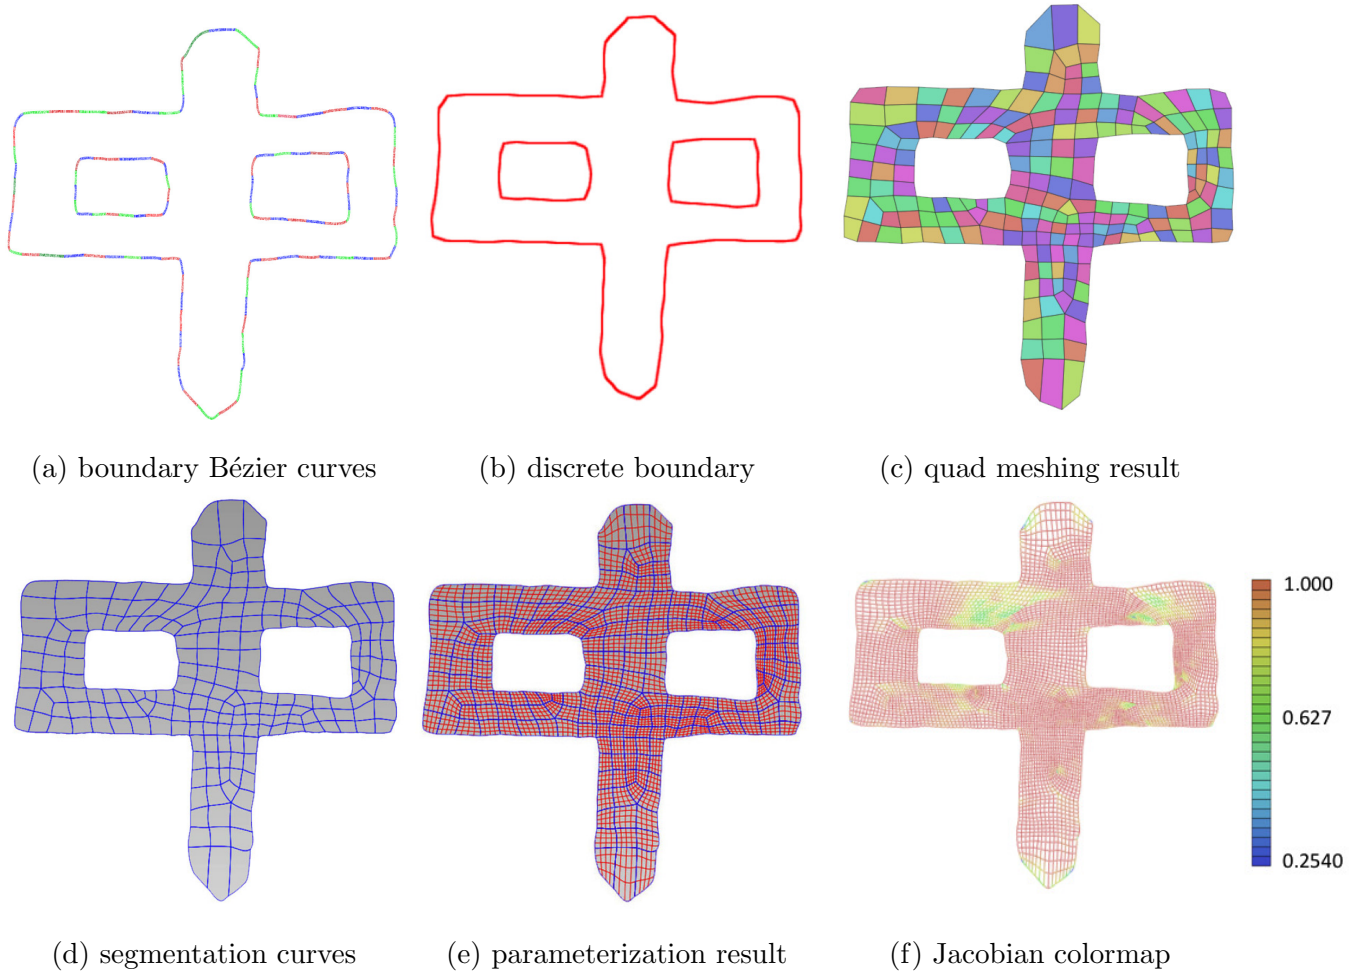 (a) boundary Bézier curves
(b) discrete boundary
(c) quad meshing result
1.000
0.627
0.2540
(d) segmentation curves
(e) parameterization result
(f) Jacobian colormap